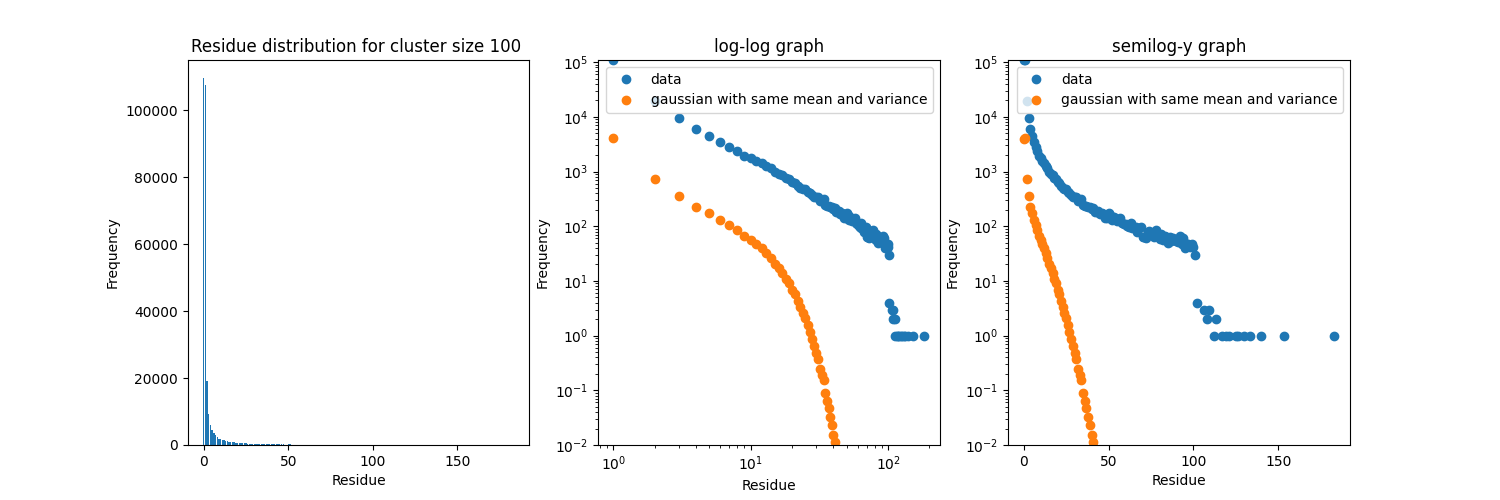 Residue distribution for cluster size 100
Frequency
100000
80000
60000
40000
20000
0
0 50 100 150
Residue
log-log graph
data
gaussian with same mean and variance
Frequency
10^5
10^4
10^3
10^2
10^1
10^0
10^-1
10^-2
10^0 10^1 10^2
Residue
semilog-y graph
data
gaussian with same mean and variance
Frequency
10^5
10^4
10^3
10^2
10^1
10^0
10^-1
10^-2
0 50 100 150
Residue